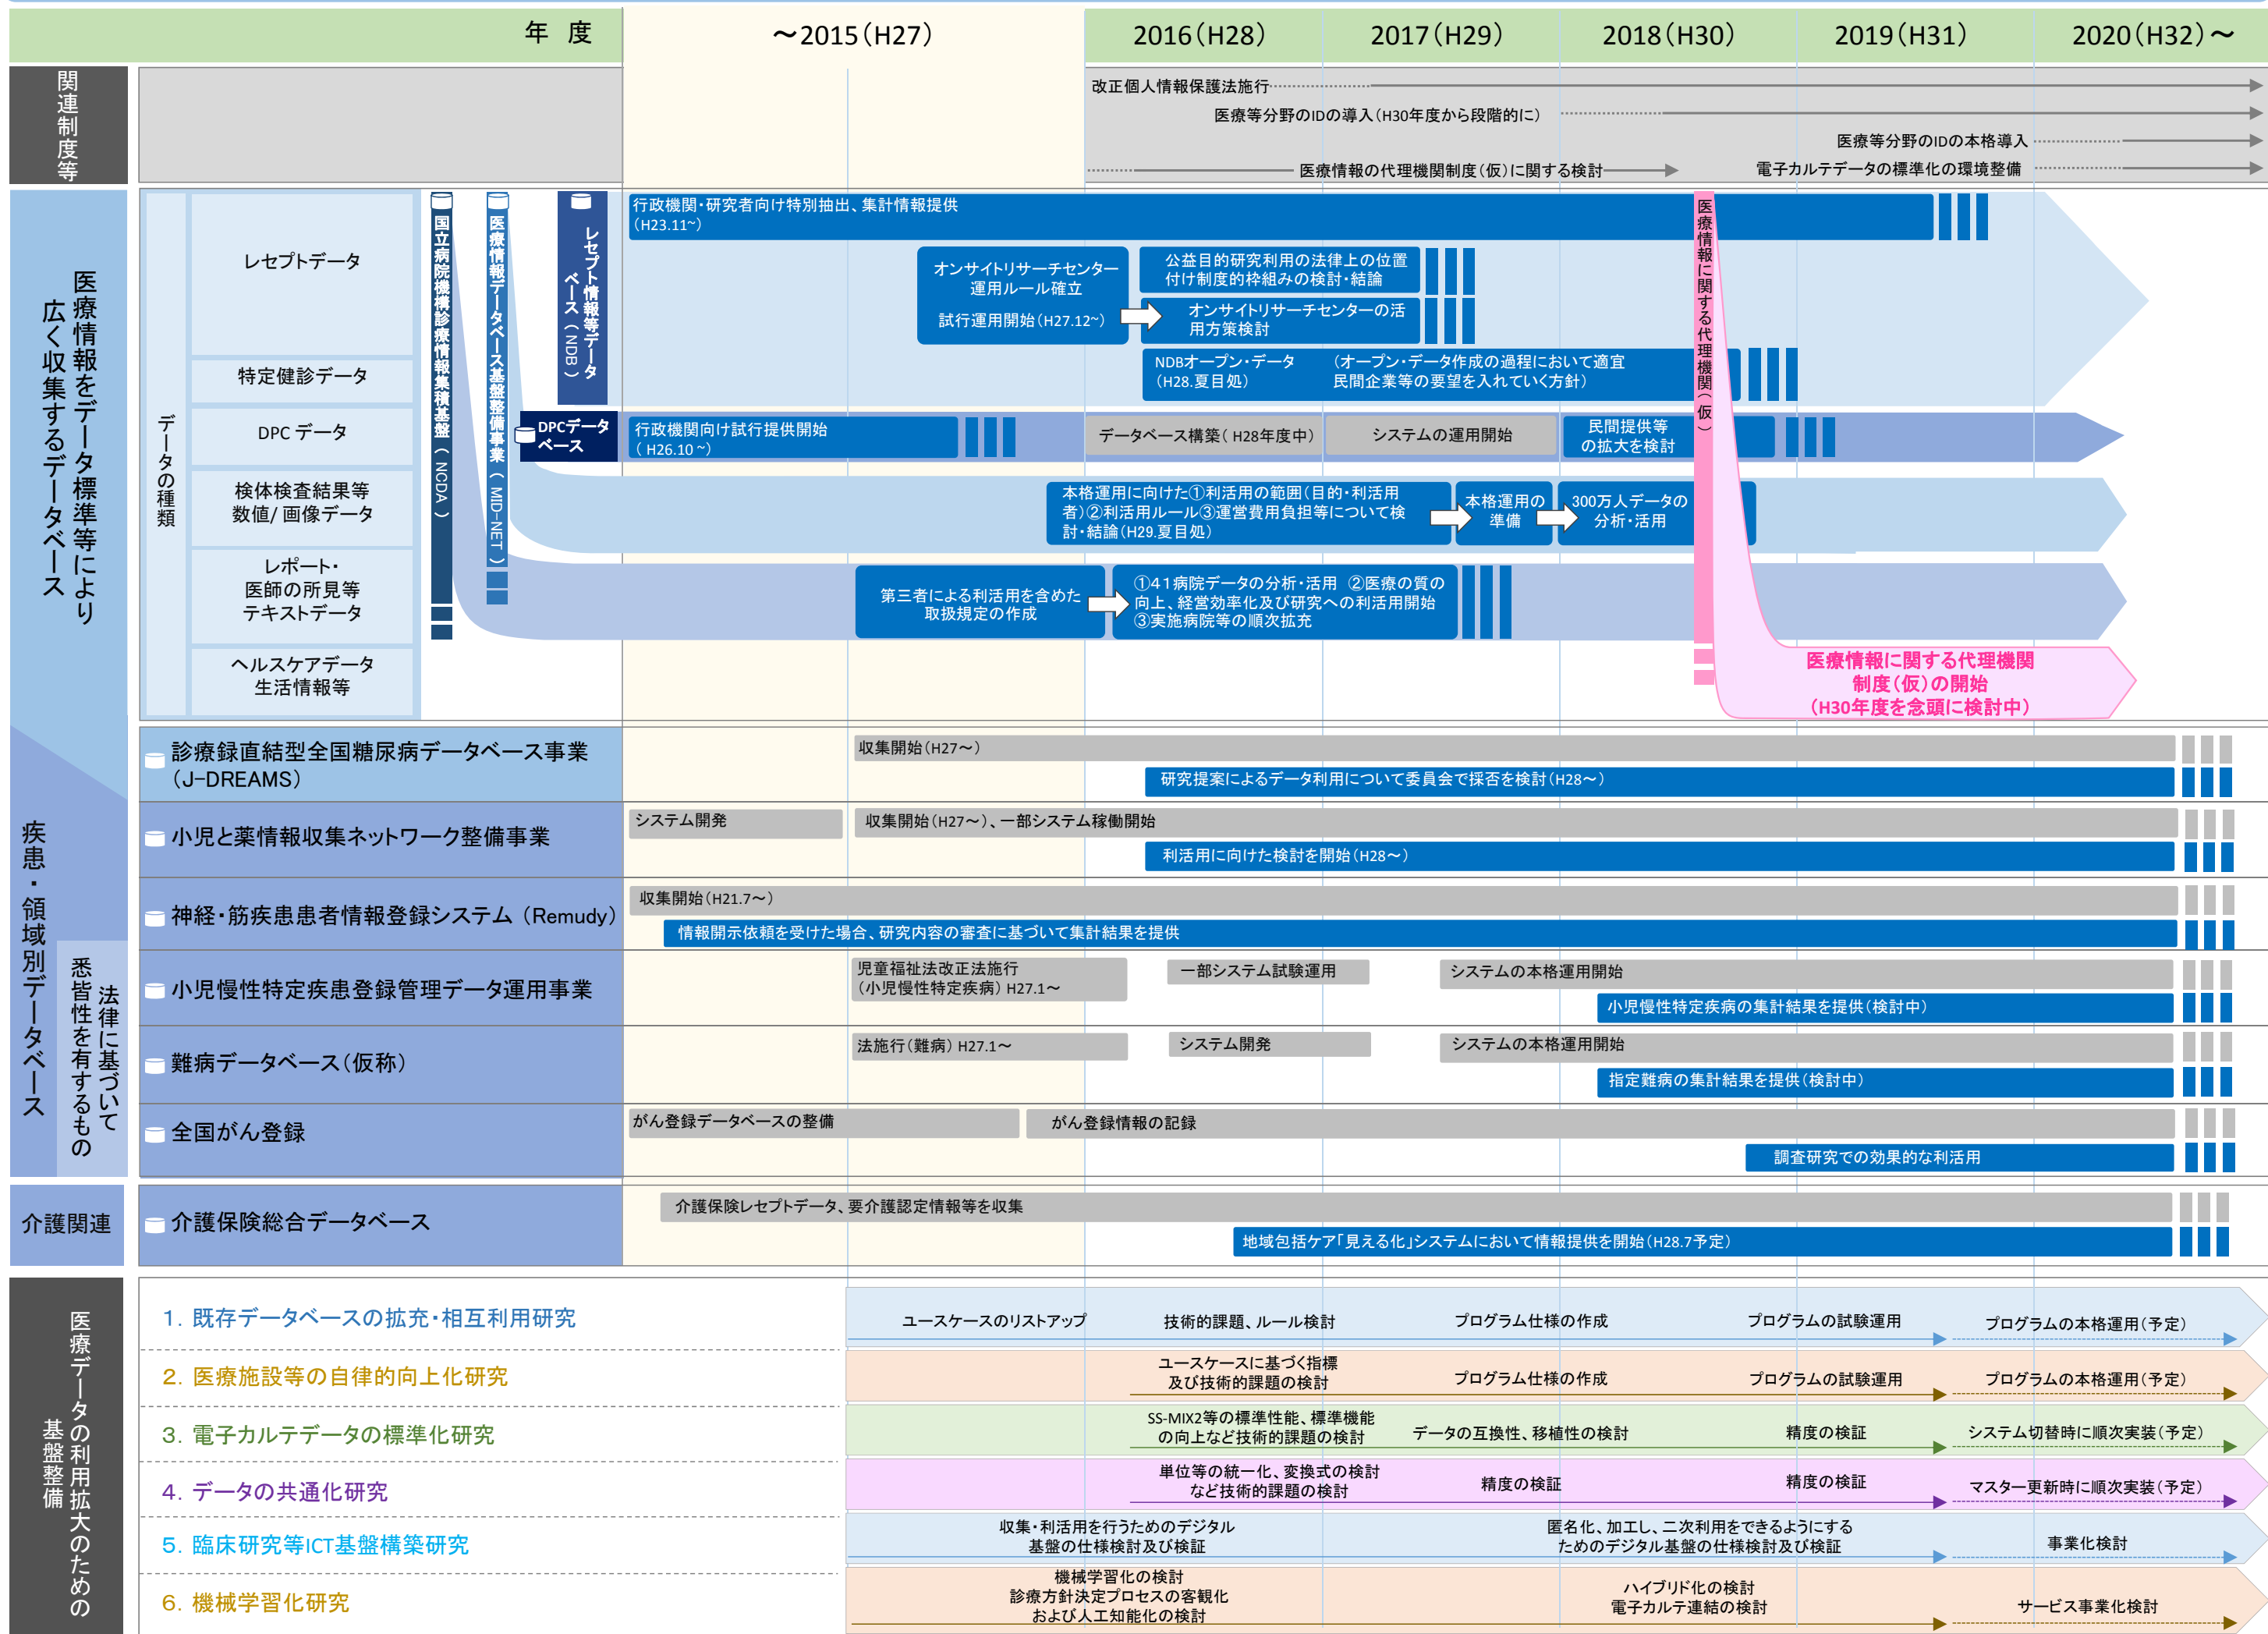 年 度
～2015（H27）
2016（H28）
2017（H29）
2018（H30）
2019（H31）
2020（H32）～
関連制度等
改正個人情報保護法施行
医療等分野のIDの導入（H30年度から段階的に）
医療等分野のIDの本格導入
医療情報の代理機関制度（仮）に関する検討
電子カルテデータの標準化の環境整備
医療情報をデータ標準等により
広く収集するデータベース
データの種類
レセプトデータ
特定健診データ
DPC データ
検体検査結果等
数値/ 画像データ
レポート・
医師の所見等
テキストデータ
ヘルスケアデータ
生活情報等
国立病院機構診療情報集積基盤（NCDA）
医療情報データベース基盤整備事業（MID-NET）
レセプト情報等データ
ベース（NDB）
DPCデータ
ベース
行政機関・研究者向け特別抽出、集計情報提供
（H23.11~）
オンサイトリサーチセンター
運用ルール確立
試行運用開始（H27.12~）
公益目的研究利用の法律上の位置
付け制度的枠組みの検討・結論
オンサイトリサーチセンターの活
用方策検討
NDBオープン・データ
（H28.夏目処）
（オープン・データ作成の過程において適宜
民間企業等の要望を入れていく方針）
行政機関向け試行提供開始
（ H26.10 ~）
データベース構築（ H28年度中）
システムの運用開始
民間提供等
の拡大を検討
本格運用に向けた①利活用の範囲（目的・利活用
者）②利活用ルール③運営費用負担等について検
討・結論（H29.夏目処）
本格運用の
準備
300万人データの
分析・活用
第三者による利活用を含めた
取扱規定の作成
①４１病院データの分析・活用 ②医療の質の
向上、経営効率化及び研究への利活用開始
③実施病院等の順次拡充
医療情報に関する代理機関（仮）
医療情報に関する代理機関
制度（仮）の開始
（H30年度を念頭に検討中）
疾患・領域別データベース
法律に基づいて
悉皆性を有するもの
診療録直結型全国糖尿病データベース事業
（J-DREAMS）
収集開始（H27～）
研究提案によるデータ利用について委員会で採否を検討（H28～）
小児と薬情報収集ネットワーク整備事業
システム開発
収集開始（H27～）、一部システム稼働開始
利活用に向けた検討を開始（H28～）
神経・筋疾患患者情報登録システム （Remudy）
収集開始（H21.7～）
情報開示依頼を受けた場合、研究内容の審査に基づいて集計結果を提供
小児慢性特定疾患登録管理データ運用事業
児童福祉法改正法施行
（小児慢性特定疾病） H27.1～
一部システム試験運用
システムの本格運用開始
小児慢性特定疾病の集計結果を提供（検討中）
難病データベース（仮称）
法施行（難病） H27.1～
システム開発
システムの本格運用開始
指定難病の集計結果を提供（検討中）
全国がん登録
がん登録データベースの整備
がん登録情報の記録
調査研究での効果的な利活用
介護関連
介護保険総合データベース
介護保険レセプトデータ、要介護認定情報等を収集
地域包括ケア「見える化」システムにおいて情報提供を開始（H28.7予定）
医療データの利用拡大のための
基盤整備
１．既存データベースの拡充・相互利用研究
ユースケースのリストアップ
技術的課題、ルール検討
プログラム仕様の作成
プログラムの試験運用
プログラムの本格運用（予定）
２．医療施設等の自律的向上化研究
ユースケースに基づく指標
及び技術的課題の検討
プログラム仕様の作成
プログラムの試験運用
プログラムの本格運用（予定）
３．電子カルテデータの標準化研究
SS-MIX2等の標準性能、標準機能
の向上など技術的課題の検討
データの互換性、移植性の検討
精度の検証
システム切替時に順次実装（予定）
４．データの共通化研究
単位等の統一化、変換式の検討
など技術的課題の検討
精度の検証
精度の検証
マスター更新時に順次実装（予定）
５．臨床研究等ICT基盤構築研究
収集・利活用を行うためのデジタル
基盤の仕様検討及び検証
匿名化、加工し、二次利用をできるようにする
ためのデジタル基盤の仕様検討及び検証
事業化検討
６．機械学習化研究
機械学習化の検討
診療方針決定プロセスの客観化
および人工知能化の検討
ハイブリド化の検討
電子カルテ連結の検討
サービス事業化検討